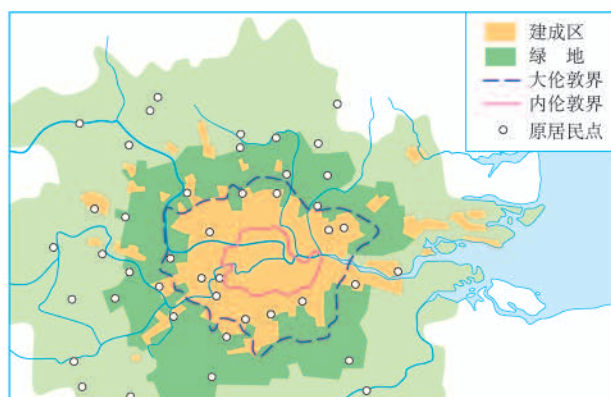 建成区
绿 地
大伦敦界
内伦敦界
原居民点